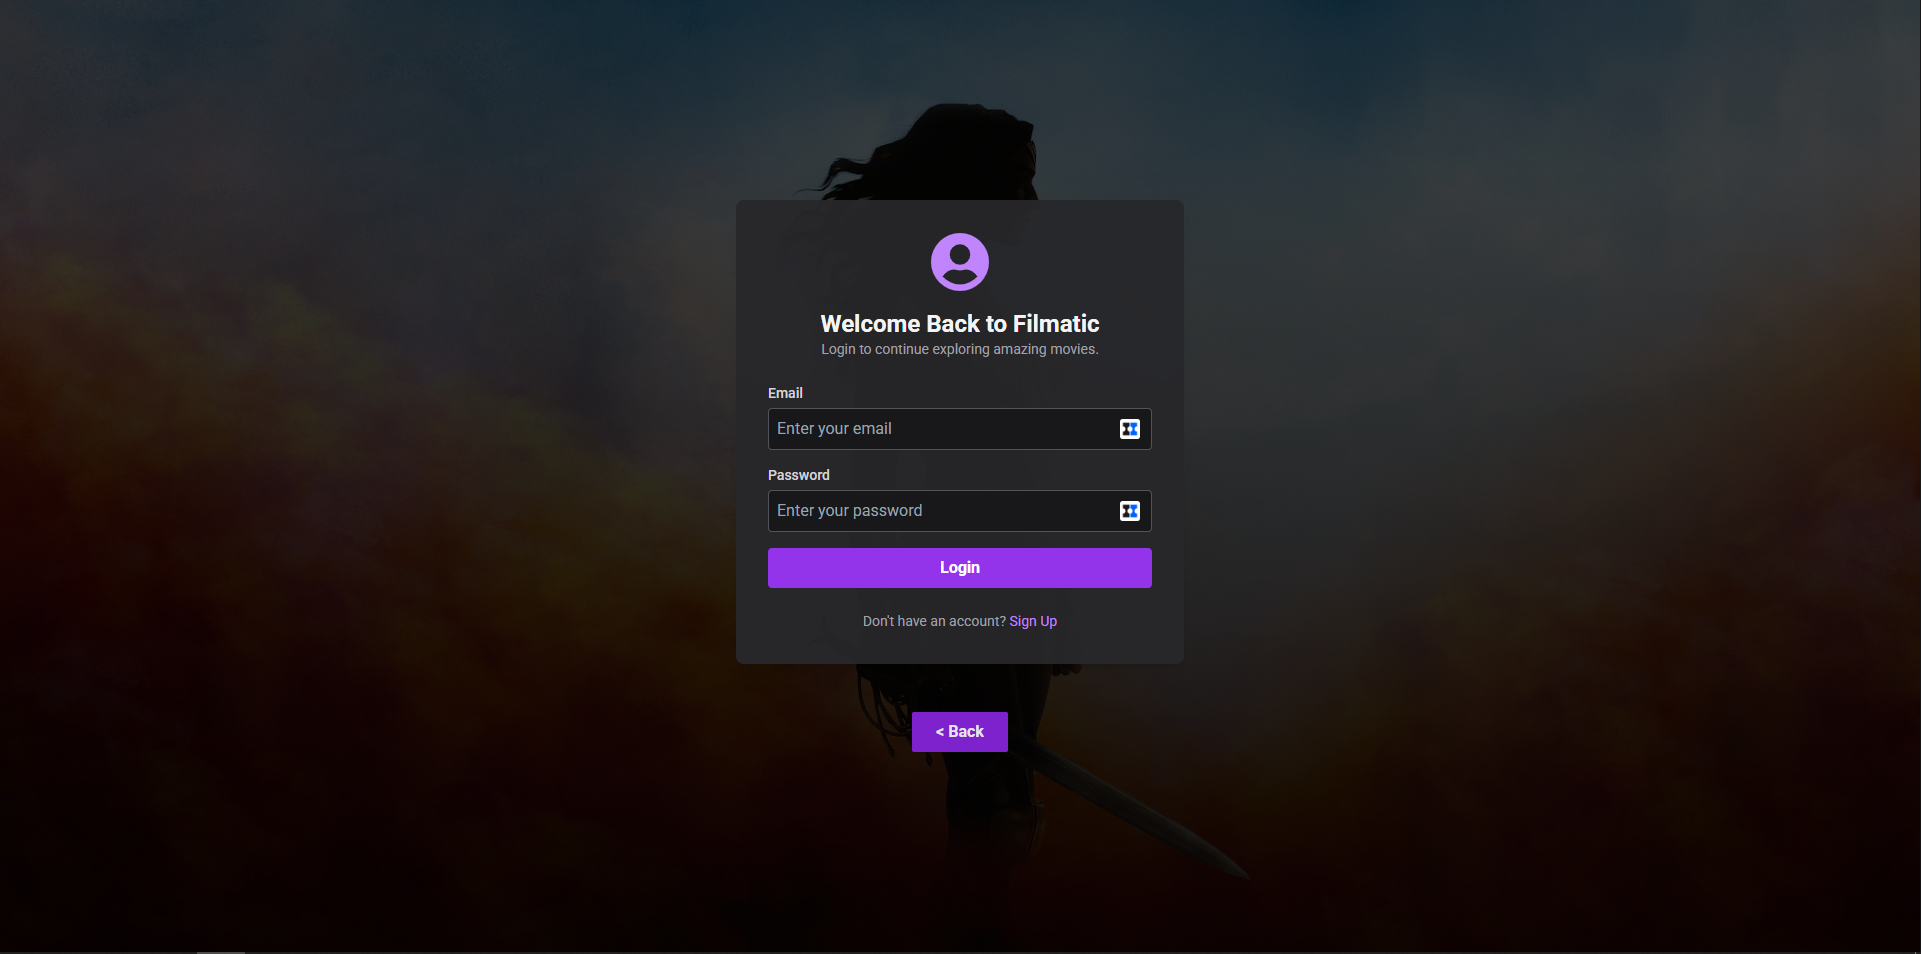 Welcome Back to Filmatic
Login to continue exploring amazing movies.
Email
Enter your email
Password
Enter your password
Login
Don't have an account? Sign Up
< Back